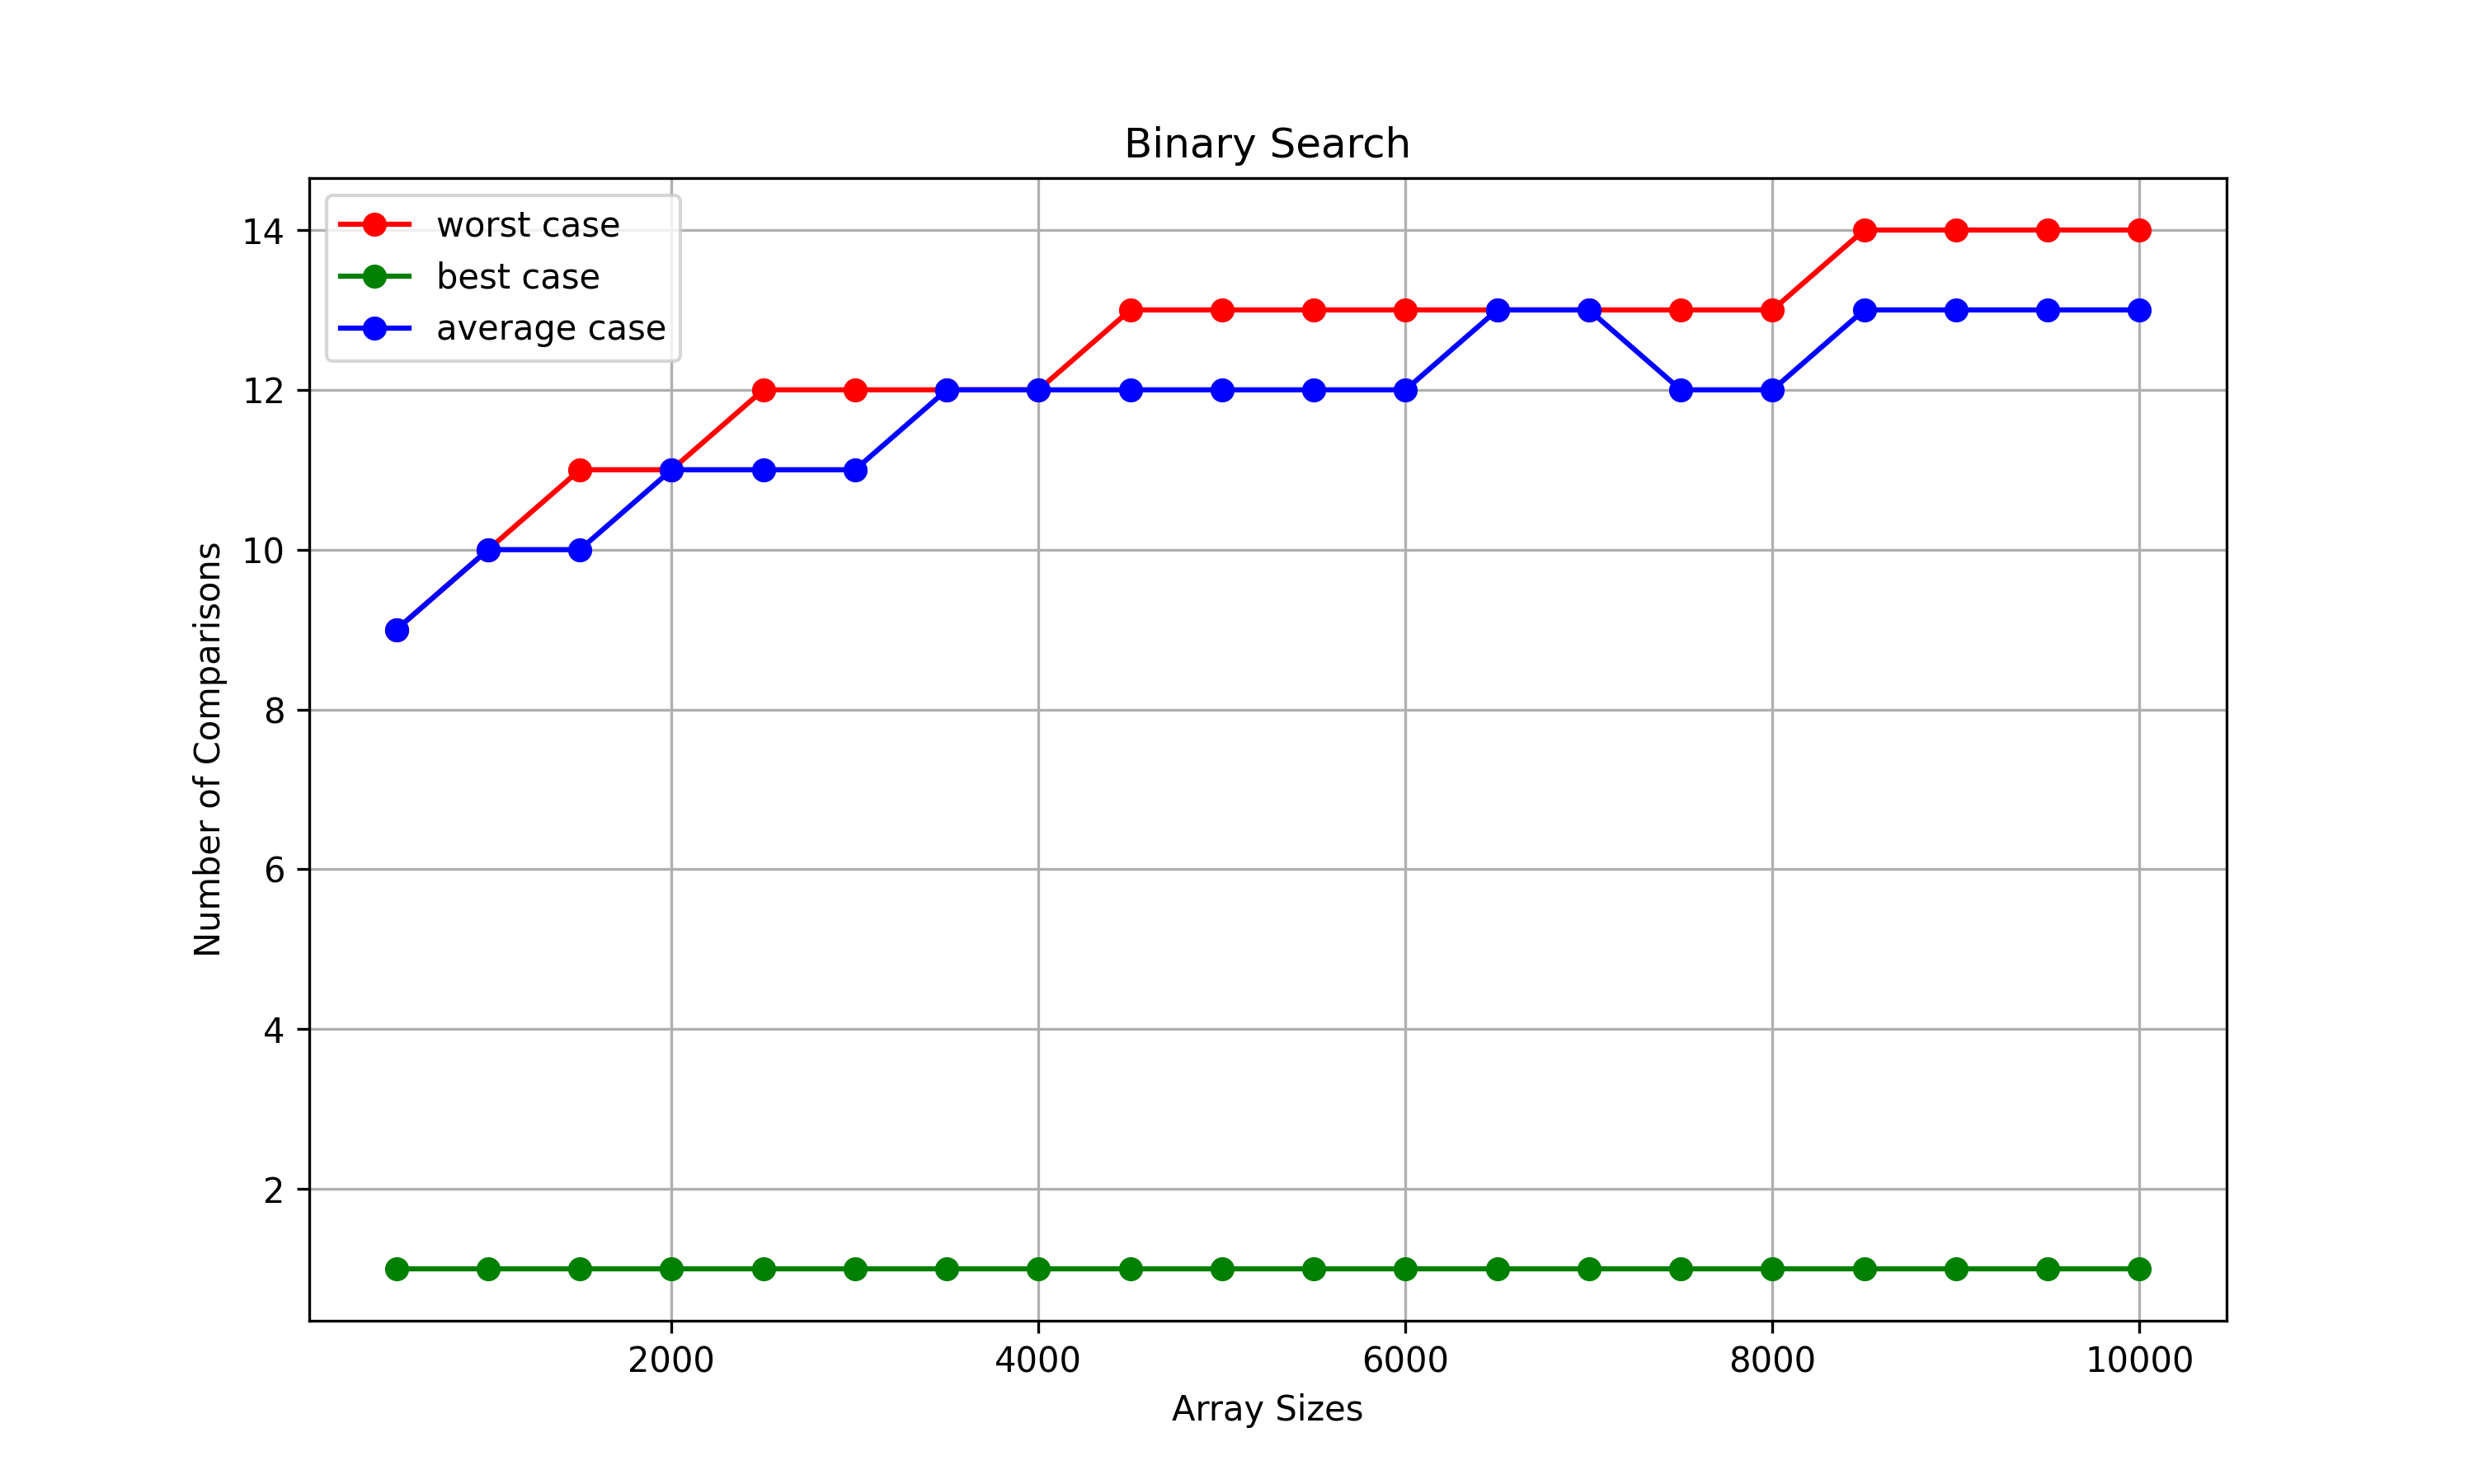 Binary Search
worst case
best case
average case
14
12
10
8
6
4
2
Number of Comparisons
2000 4000 6000 8000 10000
Array Sizes